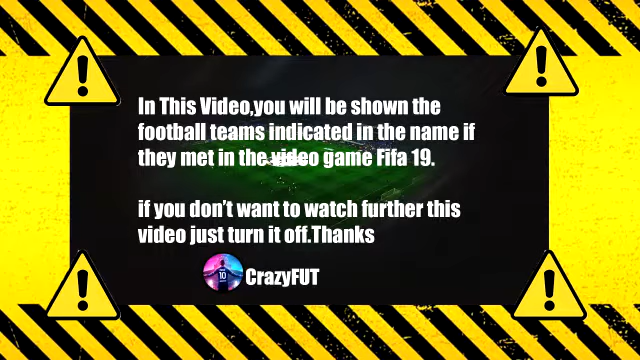 In This Video,you will be shown the
football teams indicated in the name if
they met in the video game Fifa 19.
if you don't want to watch further this
video just turn it off.Thanks
10
CrazyFUT